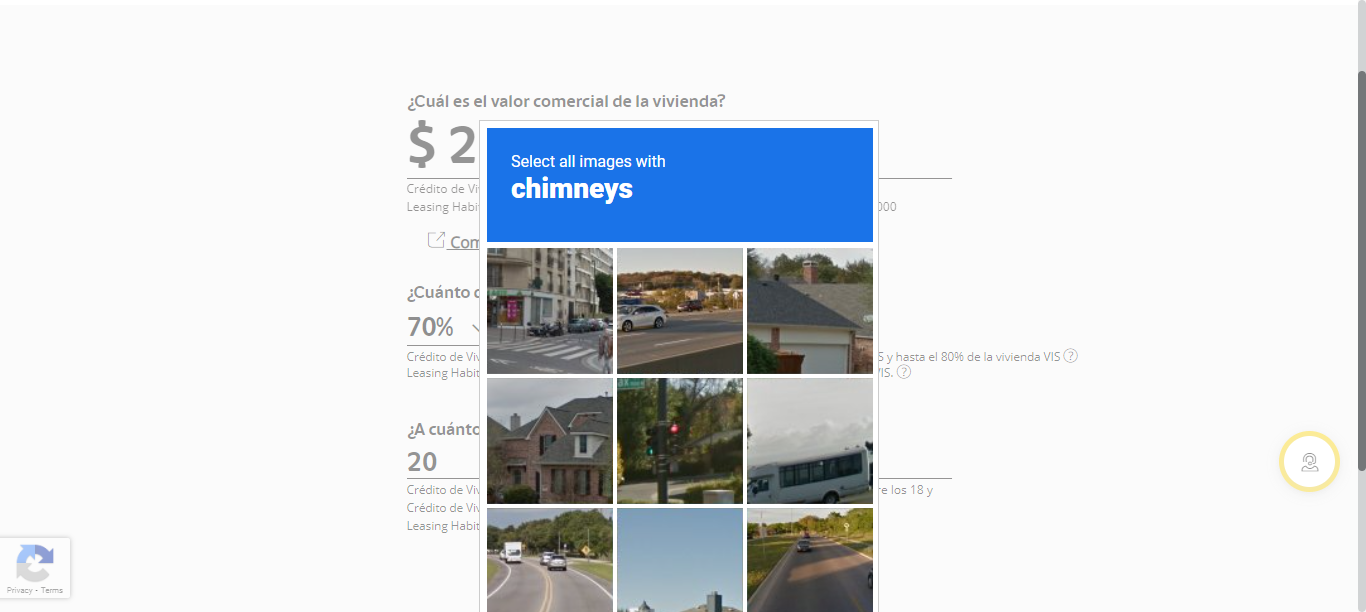 ¿Cuál es el valor comercial de la vivienda?
$ 2
Crédito de Viv
Leasing Habit
000
Com
¿Cuánto d
70%
Crédito de Viv
S y hasta el 80% de la vivienda VIS ?
Leasing Habit
VIS. ?
¿A cuánto
20
Crédito de Viv
re los 18 y
Crédito de Viv
Leasing Habit
Select all images with
chimneys
Privacy - Terms